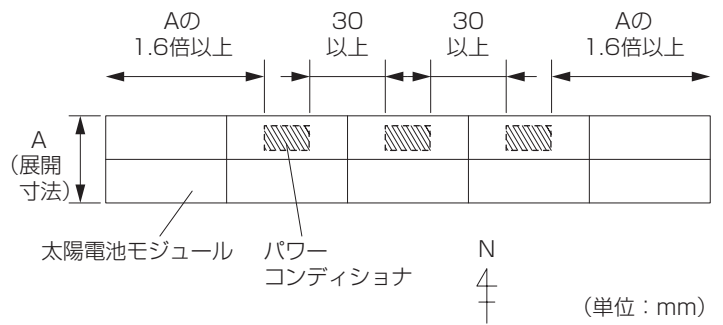 Aの
1.6倍以上
30
以上
30
以上
Aの
1.6倍以上
A
（展開
寸法）
太陽電池モジュール
パワー
コンディショナ
N
（単位：mm）